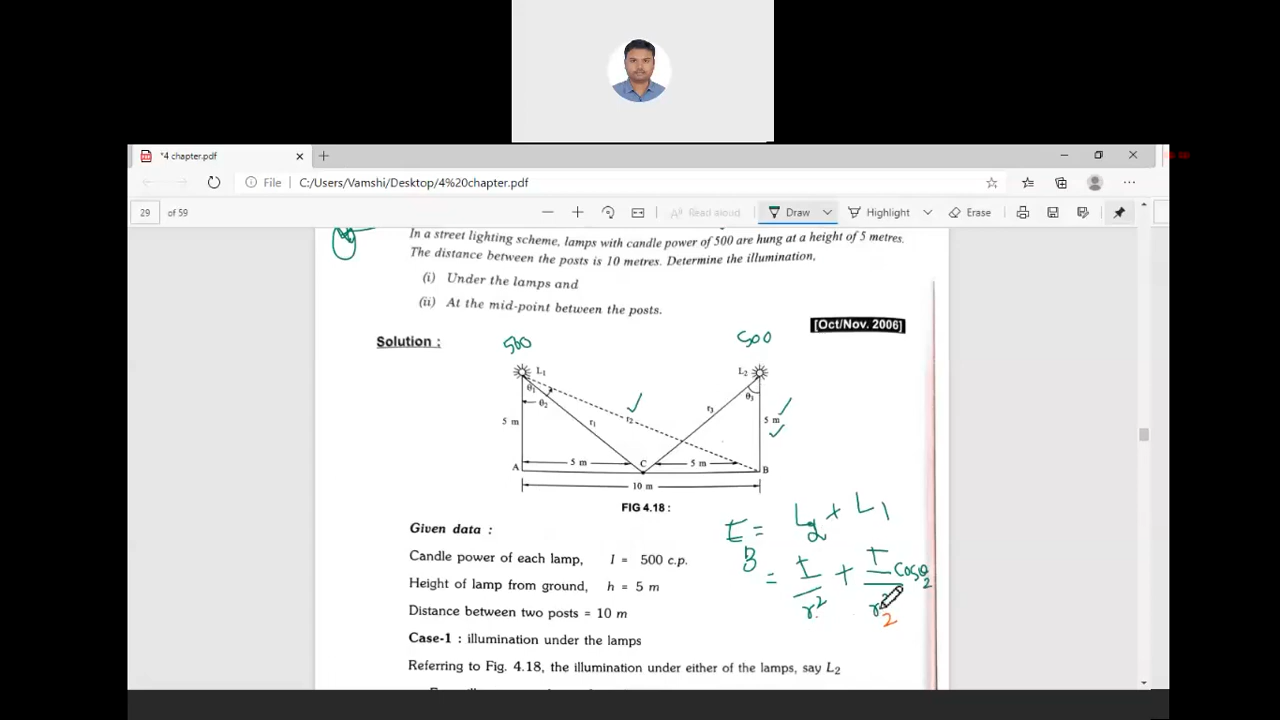 *4 chapter.pdf
File C:/Users/Vamshi/Desktop/4%20chapter.pdf
29 of 59
Read aloud
Draw
Highlight
Erase
In a street lighting scheme, lamps with candle power of 500 are hung at a height of 5 metres.
The distance between the posts is 10 metres. Determine the illumination,
(i) Under the lamps and
(ii) At the mid-point between the posts.
[Oct/Nov. 2006]
Solution :
500 500
L₁ L₂
θ₁ θ₂ θ₃
r₁ r₂ r₃
5 m 5 m
A 5 m C 5 m B
10 m
FIG 4.18 :
E_B = L₂ + L₁
= I/r² + I/r₂² cosθ₂
Given data :
Candle power of each lamp, I = 500 c.p.
Height of lamp from ground, h = 5 m
Distance between two posts = 10 m
Case-1 : illumination under the lamps
Referring to Fig. 4.18, the illumination under either of the lamps, say L₂